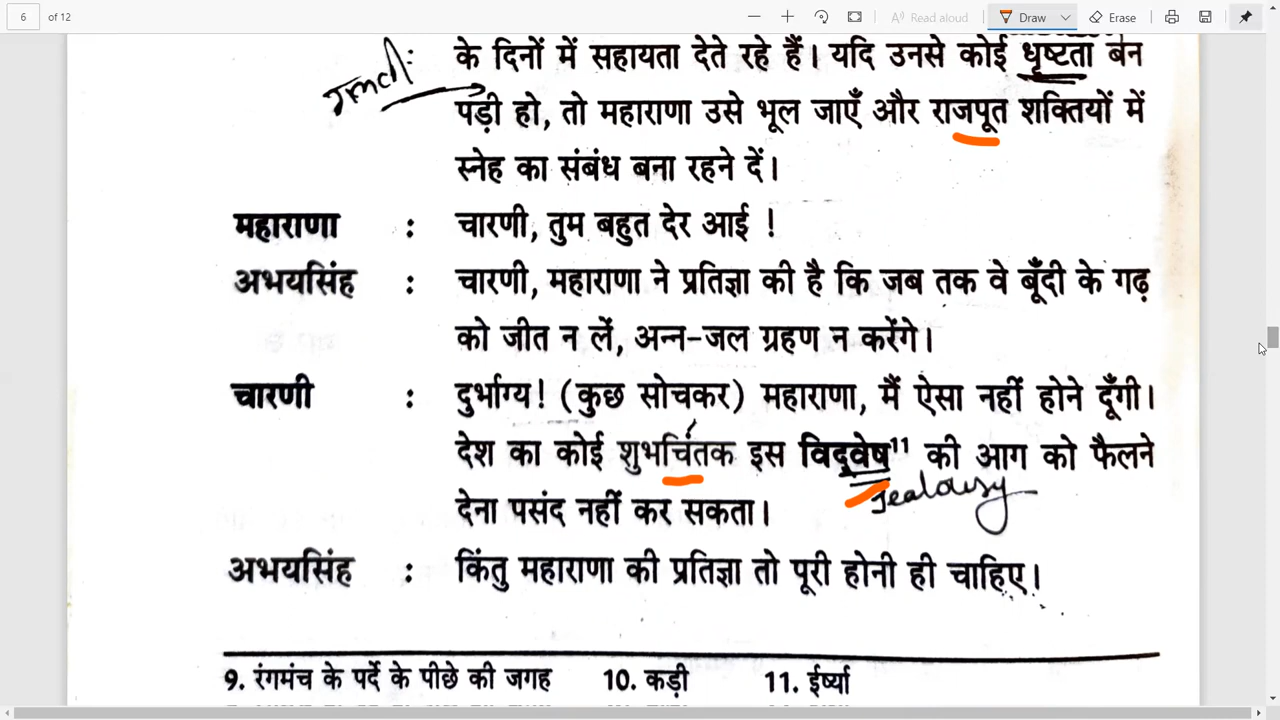 6 of 12 Read aloud Draw Erase
के दिनों में सहायता देते रहे हैं। यदि उनसे कोई धृष्टता बन
पड़ी हो, तो महाराणा उसे भूल जाएँ और राजपूत शक्तियों में
स्नेह का संबंध बना रहने दें।
महाराणा : चारणी, तुम बहुत देर आई !
अभयसिंह : चारणी, महाराणा ने प्रतिज्ञा की है कि जब तक वे बूँदी के गढ़
को जीत न लें, अन्न-जल ग्रहण न करेंगे।
चारणी : दुर्भाग्य! (कुछ सोचकर) महाराणा, मैं ऐसा नहीं होने दूँगी।
देश का कोई शुभचिंतक इस विद्वेष11 की आग को फैलने
Jealousy
देना पसंद नहीं कर सकता।
अभयसिंह : किंतु महाराणा की प्रतिज्ञा तो पूरी होनी ही चाहिए।
9. रंगमंच के पर्दे के पीछे की जगह 10. कड़ी 11. ईर्ष्या